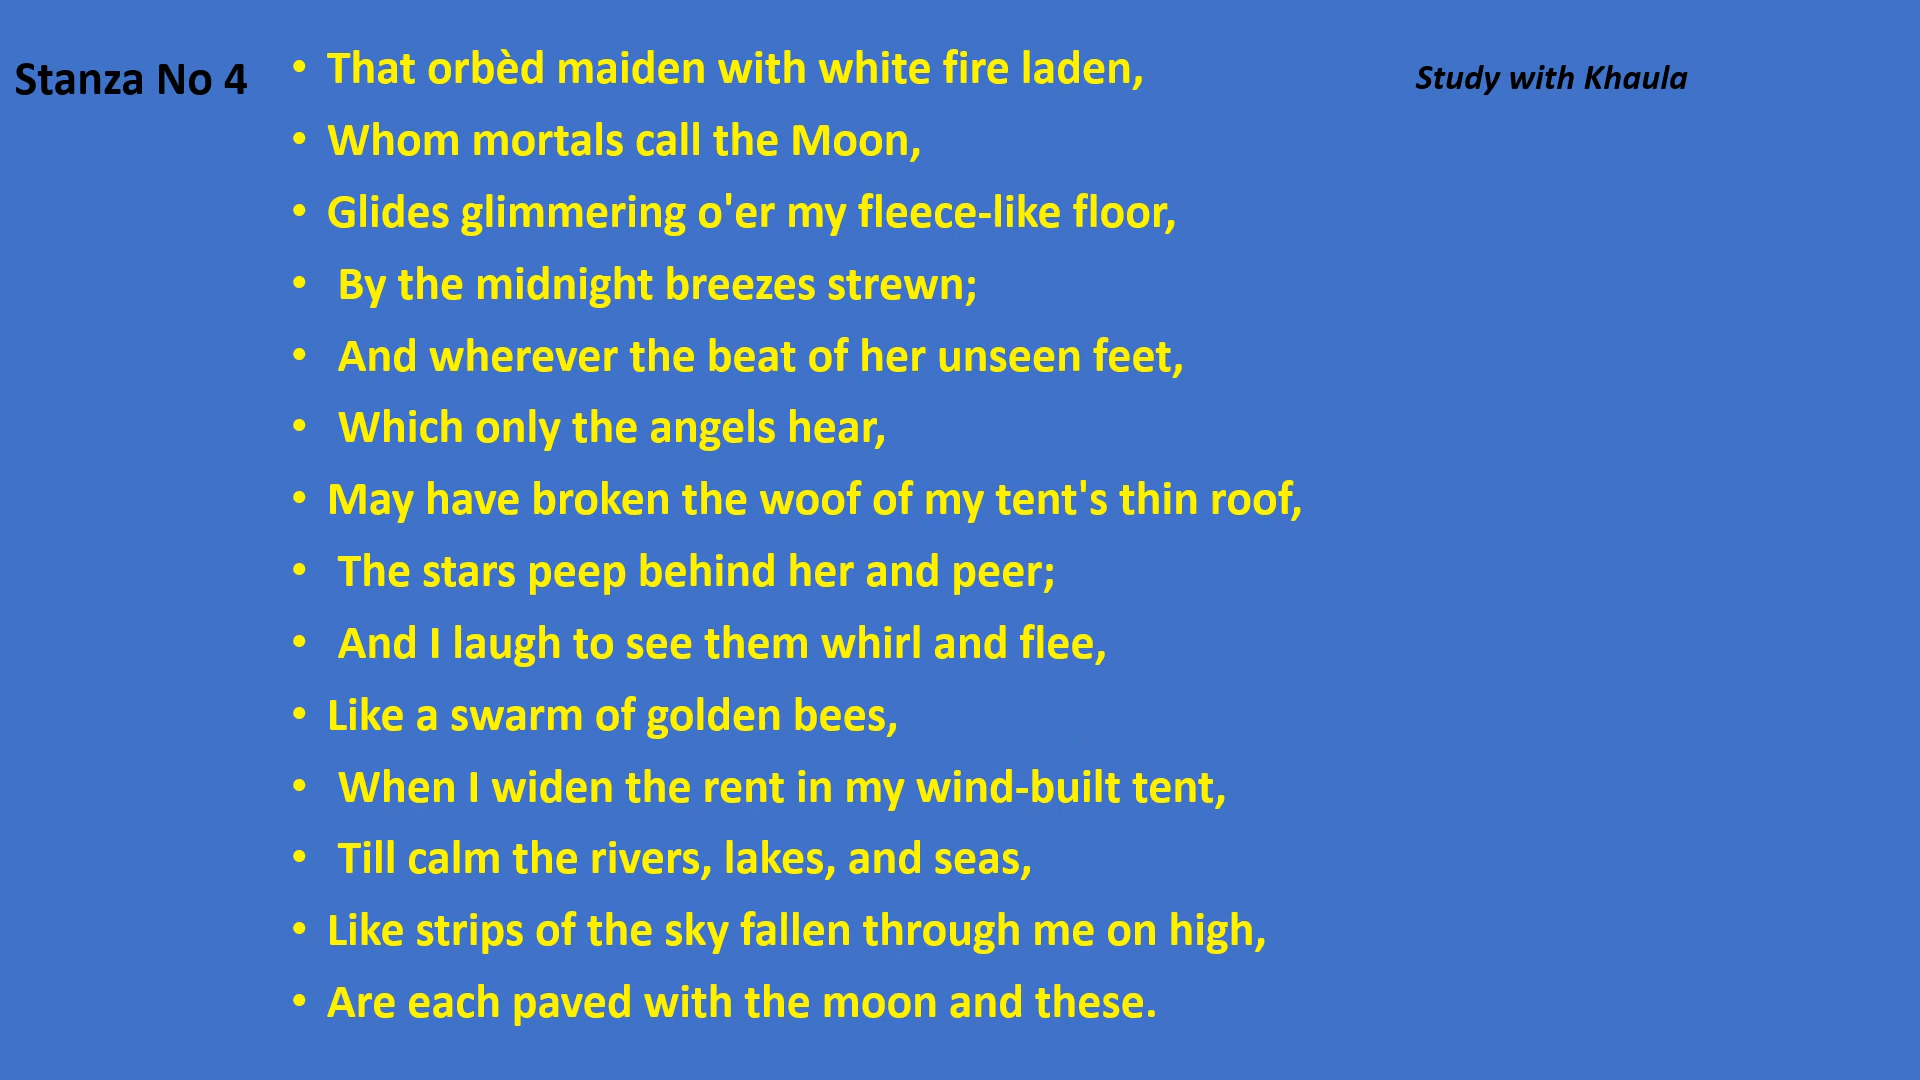 Stanza No 4
• That orbèd maiden with white fire laden,
• Whom mortals call the Moon,
• Glides glimmering o'er my fleece-like floor,
• By the midnight breezes strewn;
• And wherever the beat of her unseen feet,
• Which only the angels hear,
• May have broken the woof of my tent's thin roof,
• The stars peep behind her and peer;
• And I laugh to see them whirl and flee,
• Like a swarm of golden bees,
• When I widen the rent in my wind-built tent,
• Till calm the rivers, lakes, and seas,
• Like strips of the sky fallen through me on high,
• Are each paved with the moon and these.
Study with Khaula